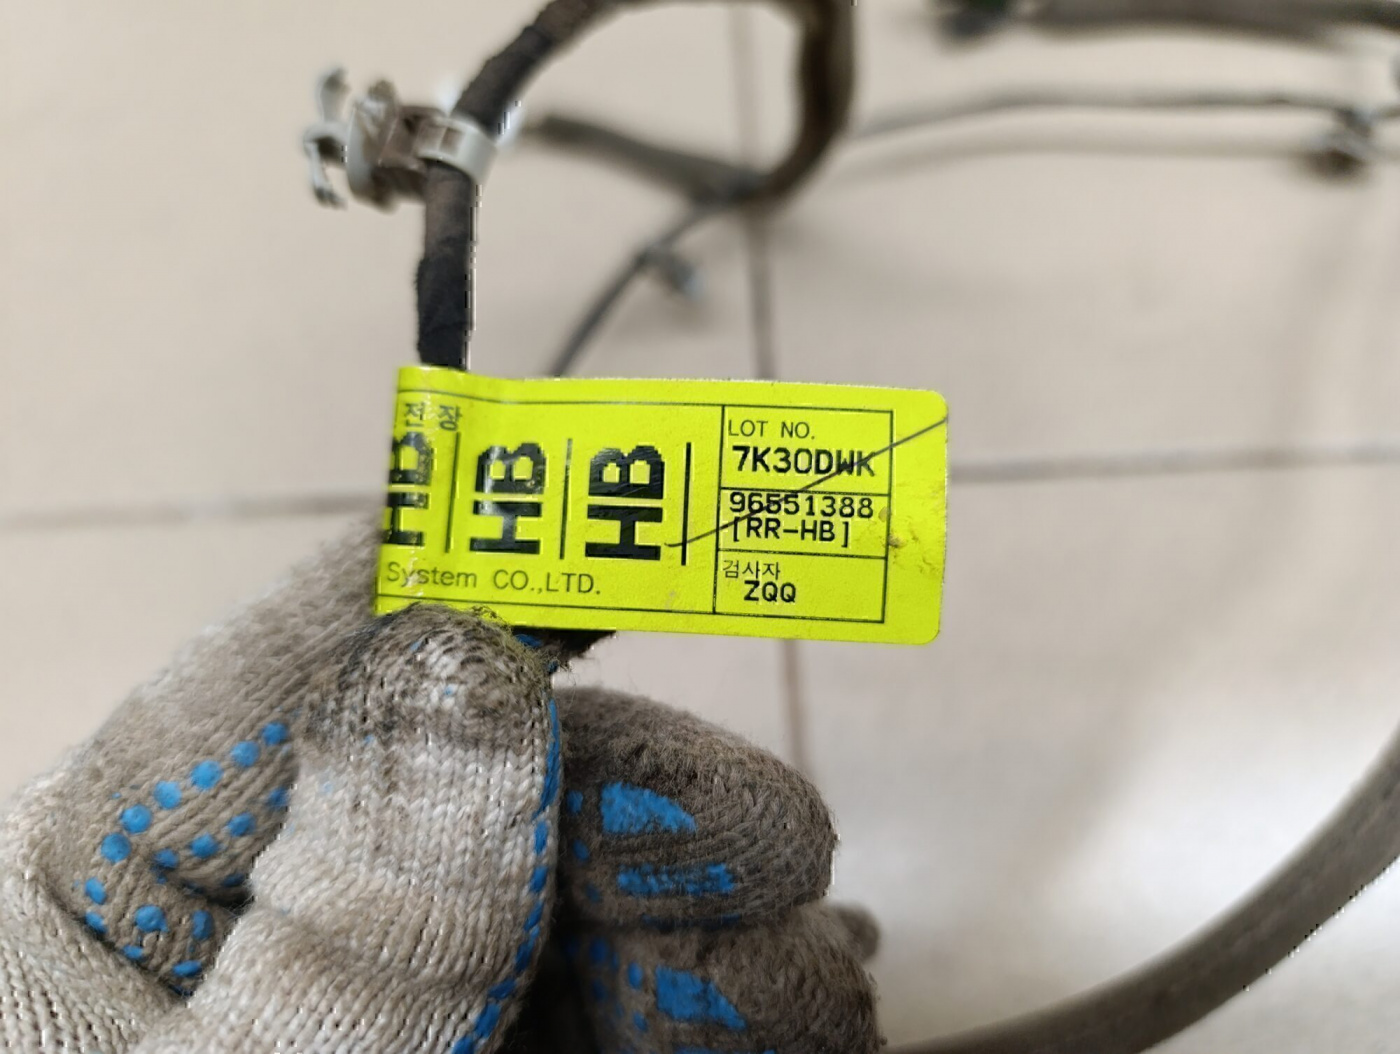 전장
HB HB HB
System CO.,LTD.
LOT NO.
7K30DWK
96551388
[RR-HB]
검사자
ZQQ